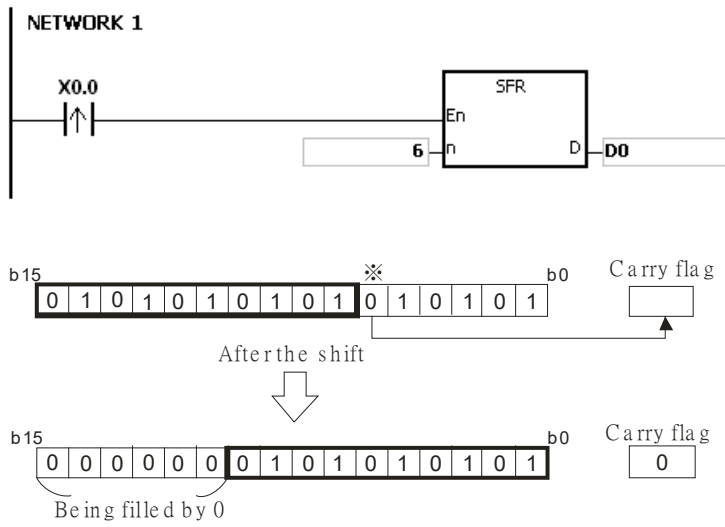 NETWORK 1
X0.0
SFR
En
6 n D D0
※
b15 b0 Carry flag
0 1 0 1 0 1 0 1 0 1 0 1 0 1 0 1
After the shift
b15 b0 Carry flag
0 0 0 0 0 0 0 1 0 1 0 1 0 1 0 1 0
Being filled by 0